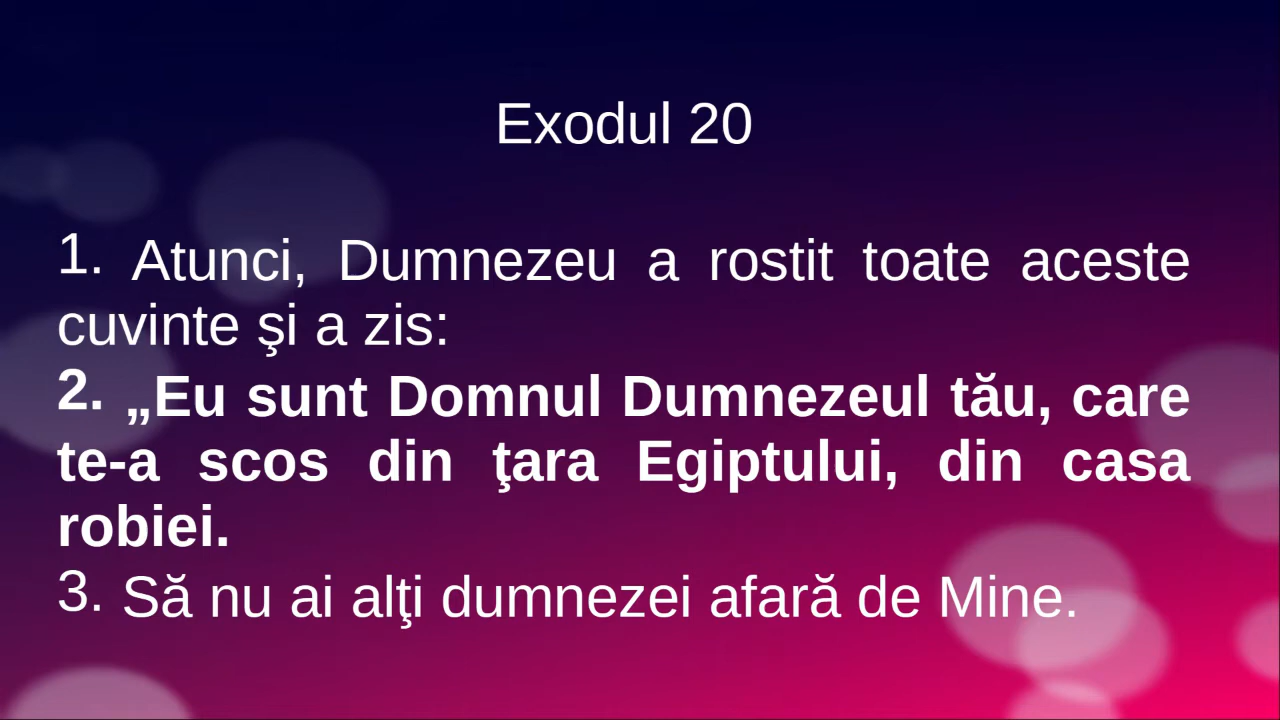 Exodul 20
1. Atunci, Dumnezeu a rostit toate aceste
cuvinte şi a zis:
2. „Eu sunt Domnul Dumnezeul tău, care
te-a scos din ţara Egiptului, din casa
robiei.
3. Să nu ai alţi dumnezei afară de Mine.